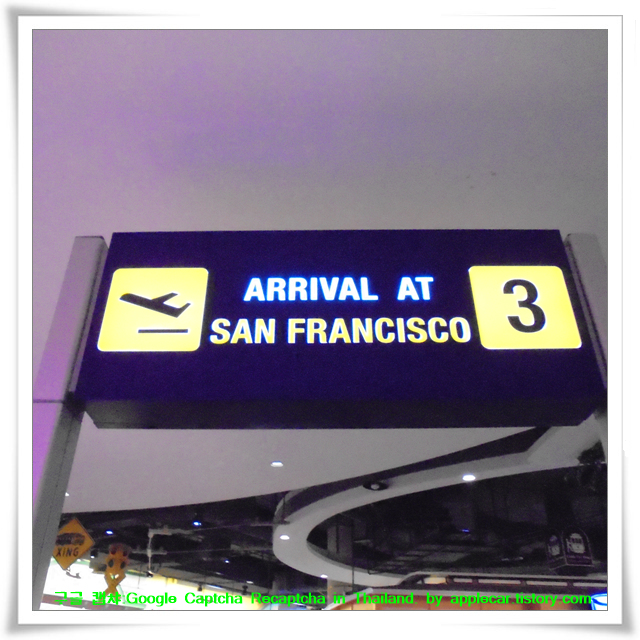 ARRIVAL AT
SAN FRANCISCO
3
XING
구글 캡차 Google Captcha Recaptcha in Thailand by applecar.tistory.com